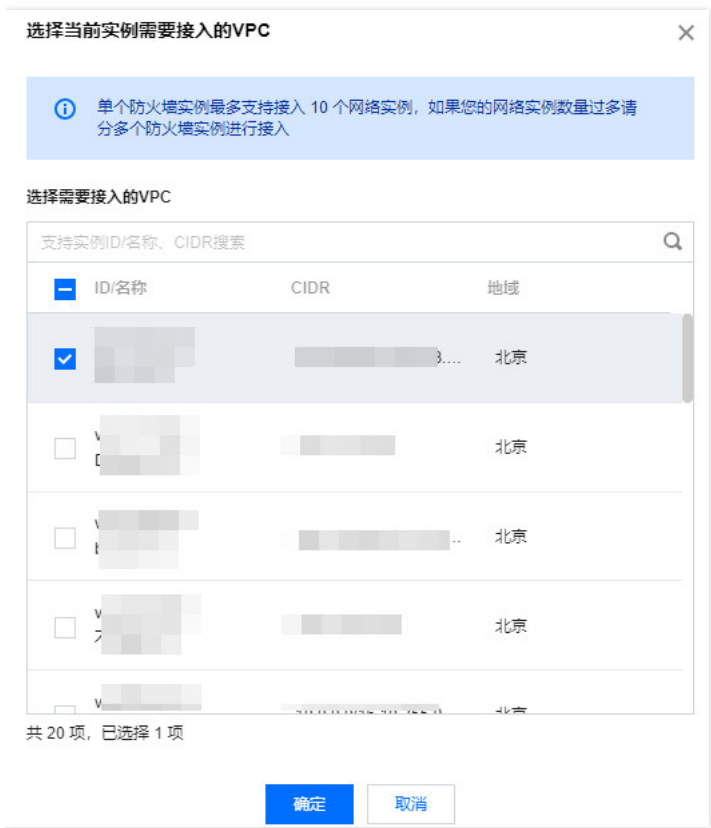 选择当前实例需要接入的VPC
单个防火墙实例最多支持接入 10 个网络实例，如果您的网络实例数量过多请
分多个防火墙实例进行接入
选择需要接入的VPC
支持实例ID/名称、CIDR搜索
ID/名称 CIDR 地域
北京
北京
北京
北京
北京
共 20 项，已选择 1 项
确定 取消